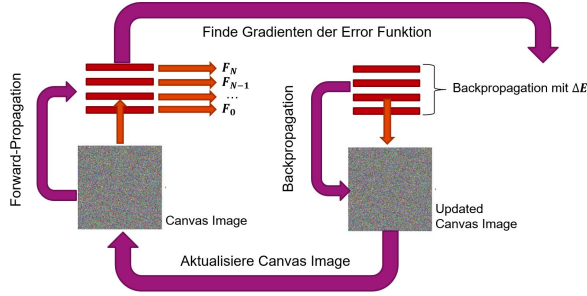 Finde Gradienten der Error Funktion
F_N
F_{N-1}
...
F_0
Forward-Propagation
Canvas Image
Backpropagation
Backpropagation mit ΔE
Updated
Canvas Image
Aktualisiere Canvas Image